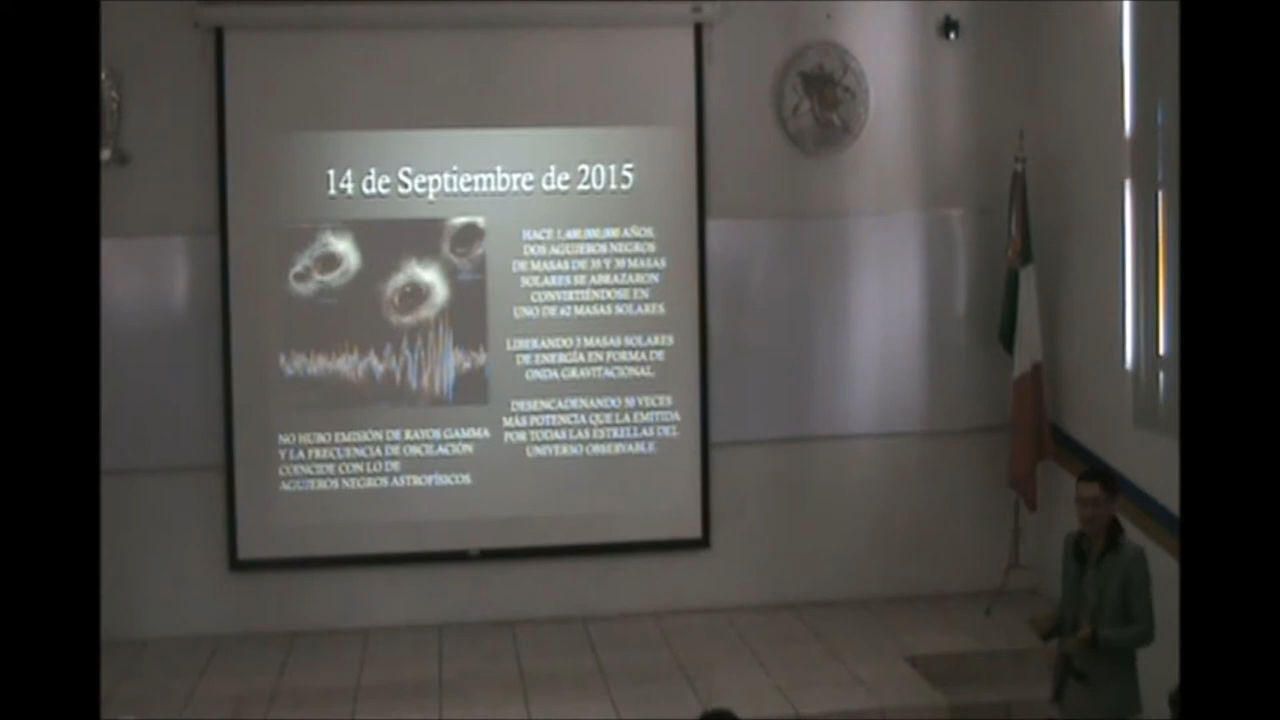 14 de Septiembre de 2015
HACE 1,400,000,000 AÑOS,
DOS AGUJEROS NEGROS
DE MASAS DE 35 Y 30 MASAS
SOLARES SE ABRAZARON
CONVIRTIÉNDOSE EN
UNO DE 62 MASAS SOLARES.
LIBERANDO 3 MASAS SOLARES
DE ENERGÍA EN FORMA DE
ONDA GRAVITACIONAL.
DESENCADENANDO 50 VECES
MÁS POTENCIA QUE LA EMITIDA
POR TODAS LAS ESTRELLAS DEL
UNIVERSO OBSERVABLE.
NO HUBO EMISIÓN DE RAYOS GAMMA
Y LA FRECUENCIA DE OSCILACIÓN
COINCIDE CON LO DE
AGUJEROS NEGROS ASTROFÍSICOS.